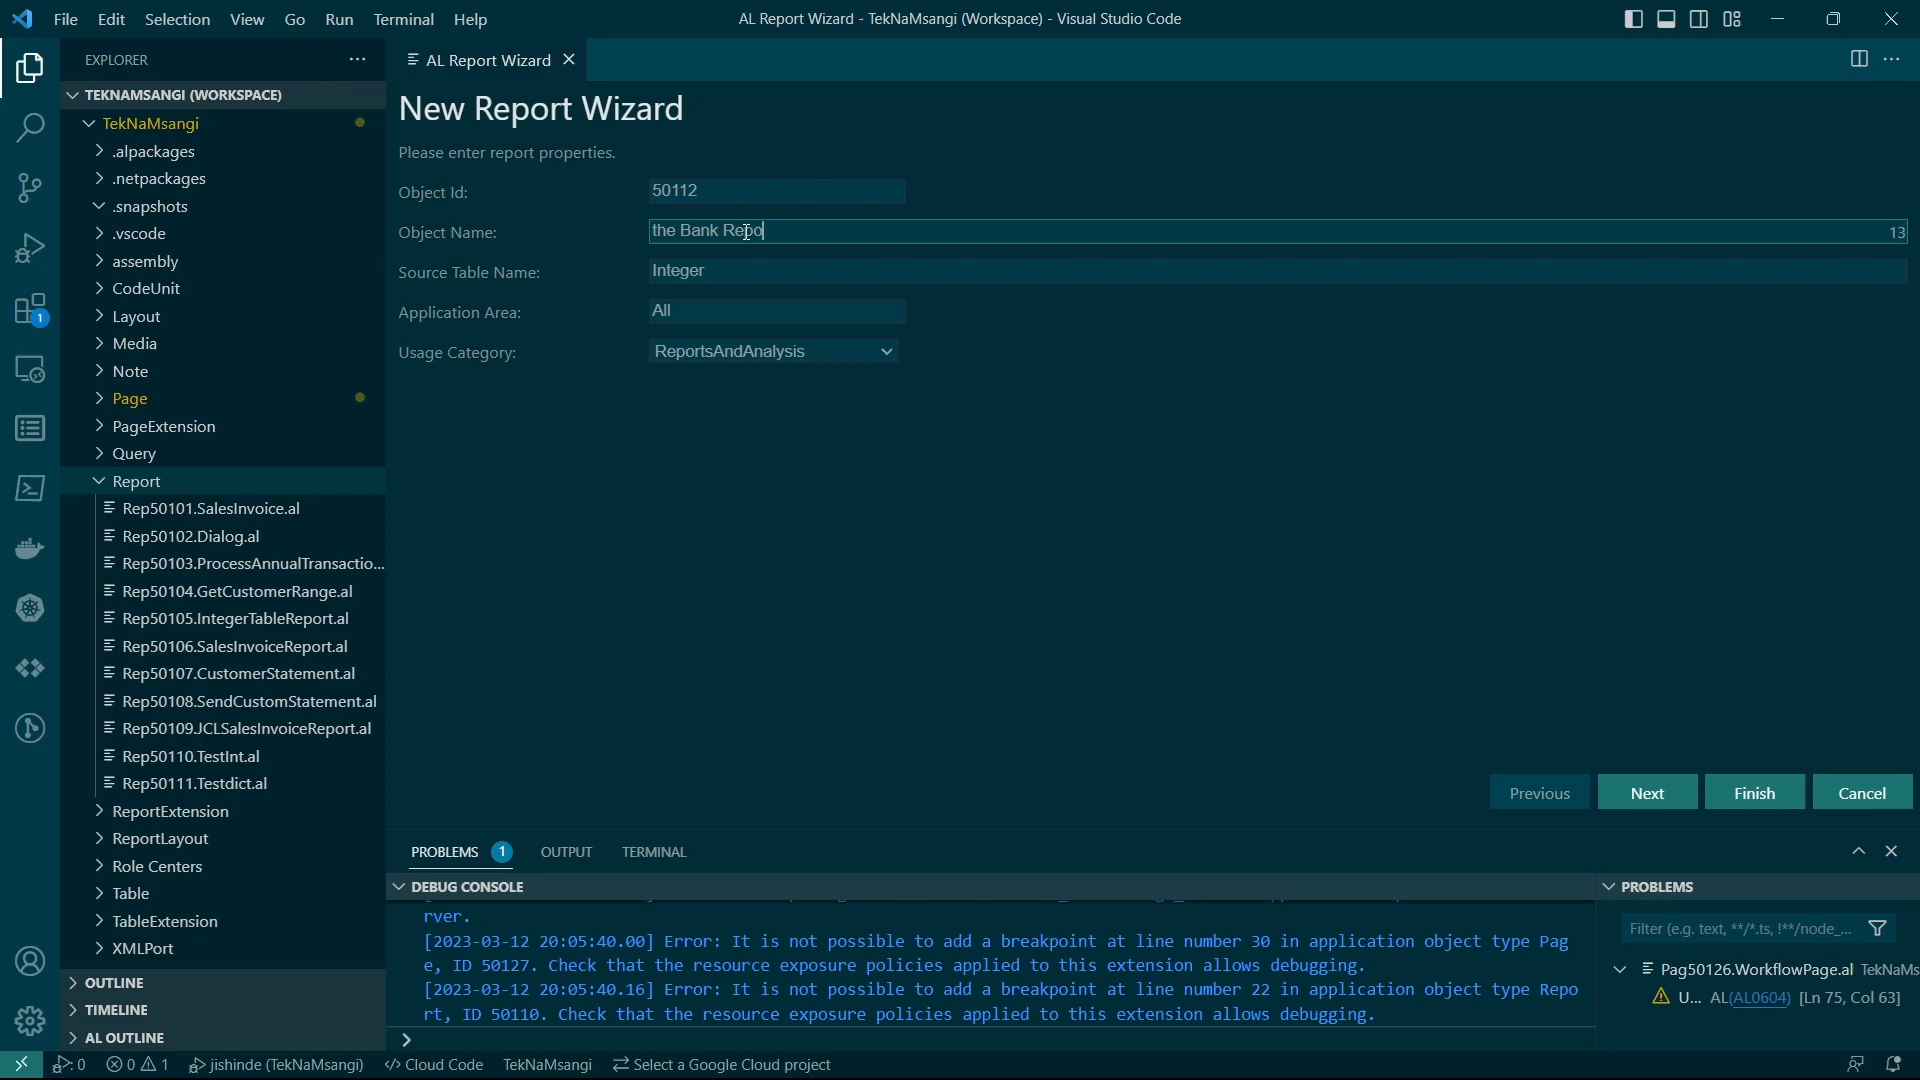 File Edit Selection View Go Run Terminal Help
AL Report Wizard - TekNaMsangi (Workspace) - Visual Studio Code
EXPLORER
AL Report Wizard
TEKNAMSANGI (WORKSPACE)
TekNaMsangi
.alpackages
.netpackages
.snapshots
.vscode
assembly
CodeUnit
Layout
Media
Note
Page
PageExtension
Query
Report
Rep50101.SalesInvoice.al
Rep50102.Dialog.al
Rep50103.ProcessAnnualTransactio...
Rep50104.GetCustomerRange.al
Rep50105.IntegerTableReport.al
Rep50106.SalesInvoiceReport.al
Rep50107.CustomerStatement.al
Rep50108.SendCustomStatement.al
Rep50109.JCLSalesInvoiceReport.al
Rep50110.TestInt.al
Rep50111.Testdict.al
ReportExtension
ReportLayout
Role Centers
Table
TableExtension
XMLPort
OUTLINE
TIMELINE
AL OUTLINE
1
New Report Wizard
Please enter report properties.
Object Id: 50112
Object Name: the Bank Repo 13
Source Table Name: Integer
Application Area: All
Usage Category: ReportsAndAnalysis
Previous Next Finish Cancel
PROBLEMS 1 OUTPUT TERMINAL
DEBUG CONSOLE
rver.
[2023-03-12 20:05:40.00] Error: It is not possible to add a breakpoint at line number 30 in application object type Pag
e, ID 50127. Check that the resource exposure policies applied to this extension allows debugging.
[2023-03-12 20:05:40.16] Error: It is not possible to add a breakpoint at line number 22 in application object type Repo
rt, ID 50110. Check that the resource exposure policies applied to this extension allows debugging.
PROBLEMS
Filter (e.g. text, **/*.ts, !**/node_...
Pag50126.WorkflowPage.al TekNaMs
U... AL(AL0604) [Ln 75, Col 63]
0 0 1 jishinde (TekNaMsangi) </> Cloud Code TekNaMsangi Select a Google Cloud project